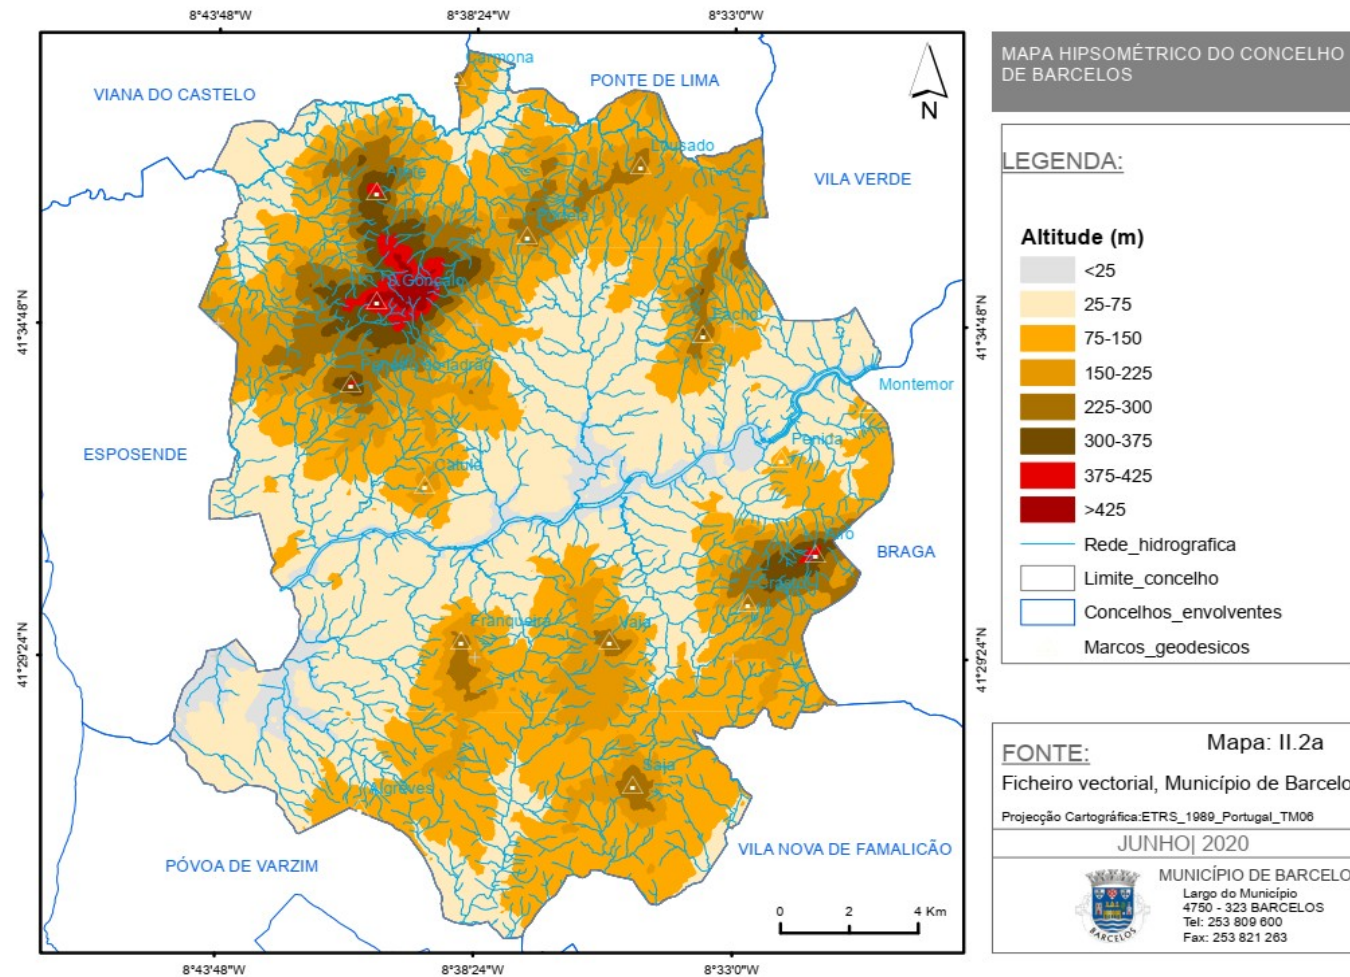 8°43'48"W
8°38'24"W
8°33'0"W
MAPA HIPSOMÉTRICO DO CONCELHO
DE BARCELOS
Carmona
PONTE DE LIMA
VIANA DO CASTELO
N
Lousado
VILA VERDE
LEGENDA:
Altitude (m)
<25
25-75
75-150
150-225
225-300
300-375
375-425
>425
Rede_hidrografica
Limite_concelho
Concelhos_envolventes
Marcos_geodesicos
S.Gonçalo
41°34'48"N
41°34'48"N
Facho
Montemor
Penida
ESPOSENDE
BRAGA
Franqueira
Vaia
41°29'24"N
41°29'24"N
Saia
Algreves
PÓVOA DE VARZIM
VILA NOVA DE FAMALICÃO
0 2 4 Km
FONTE:
Mapa: II.2a
Ficheiro vectorial, Município de Barcelo
Projecção Cartográfica:ETRS_1989_Portugal_TM06
JUNHO| 2020
BARCELOS
MUNICÍPIO DE BARCELO
Largo do Município
4750 - 323 BARCELOS
Tel: 253 809 600
Fax: 253 821 263
8°43'48"W
8°38'24"W
8°33'0"W